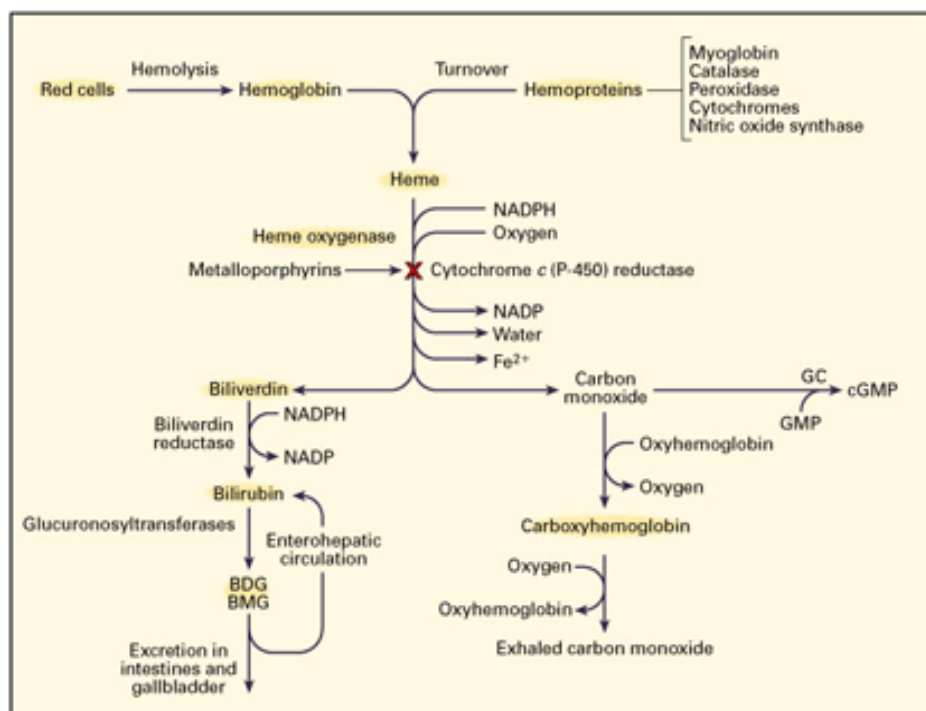 Myoglobin
Hemolysis
Turnover
Catalase
Red cells
Hemoglobin
Hemoproteins
Peroxidase
Cytochromes
Nitric oxide synthase
Heme
NADPH
Heme oxygenase
Oxygen
Metalloporphyrins
Cytochrome c (P-450) reductase
NADP
Water
Fe2+
Biliverdin
Carbon
monoxide
GC
cGMP
GMP
NADPH
Biliverdin
reductase
NADP
Oxyhemoglobin
Oxygen
Bilirubin
Glucuronosyltransferases
Enterohepatic
circulation
Carboxyhemoglobin
BDG
BMG
Oxygen
Oxyhemoglobin
Excretion in
intestines and
gallbladder
Exhaled carbon monoxide